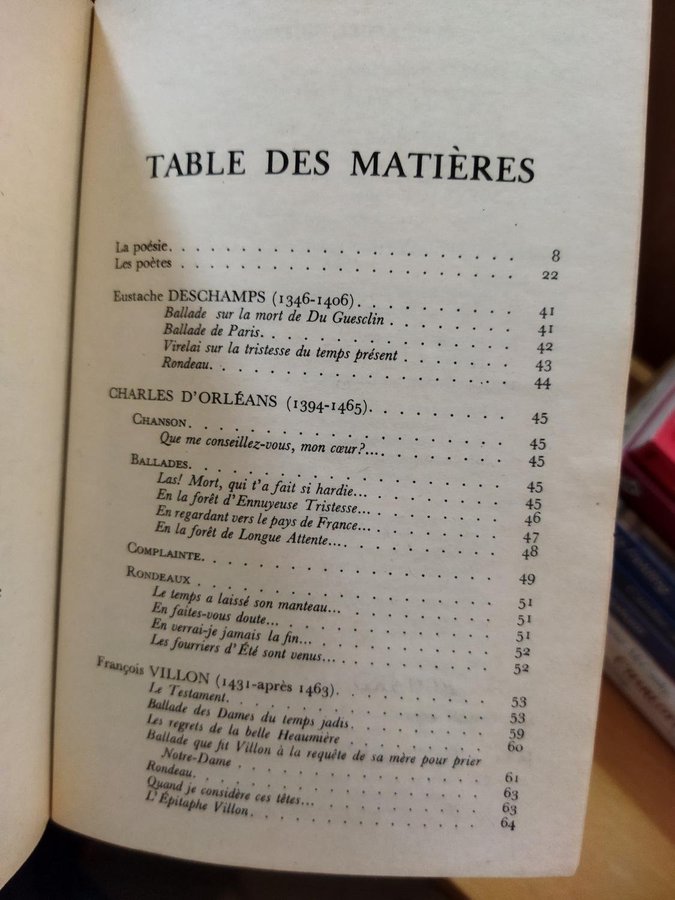 TABLE DES MATIÈRES
La poésie. . . . . . . . . . . . . . . . . . 8
Les poètes . . . . . . . . . . . . . . . . . . 22
Eustache DESCHAMPS (1346-1406). . . . . . . . . 41
Ballade sur la mort de Du Guesclin . . . . . . . 41
Ballade de Paris. . . . . . . . . . . . . . 42
Virelai sur la tristesse du temps présent . . . . . . 43
Rondeau. . . . . . . . . . . . . . . . 44
CHARLES D'ORLÉANS (1394-1465). . . . . . . . 45
CHANSON. . . . . . . . . . . . . . . . . 45
Que me conseillez-vous, mon cœur?.... . . . . . . 45
BALLADES. . . . . . . . . . . . . . . . . 45
Las! Mort, qui t'a fait si hardie... . . . . . . . 45
En la forêt d'Ennuyeuse Tristesse... . . . . . . . 46
En regardant vers le pays de France... . . . . . . 47
En la forêt de Longue Attente.... . . . . . . . 48
COMPLAINTE. . . . . . . . . . . . . . . . 49
RONDEAUX . . . . . . . . . . . . . . . . 51
Le temps a laissé son manteau... . . . . . . . . 51
En faites-vous doute... . . . . . . . . . . . 51
En verrai-je jamais la fin... . . . . . . . . . 52
Les fourriers d'Été sont venus... . . . . . . . . 52
François VILLON (1431-après 1463). . . . . . . . 53
Le Testament. . . . . . . . . . . . . . . 53
Ballade des Dames du temps jadis. . . . . . . . 59
Les regrets de la belle Heaumière . . . . . . . . 60
Ballade que fit Villon à la requête de sa mère pour prier
Notre-Dame . . . . . . . . . . . . . . 61
Rondeau. . . . . . . . . . . . . . . . 63
Quand je considère ces têtes... . . . . . . . . . 63
L'Épitaphe Villon. . . . . . . . . . . . . 64